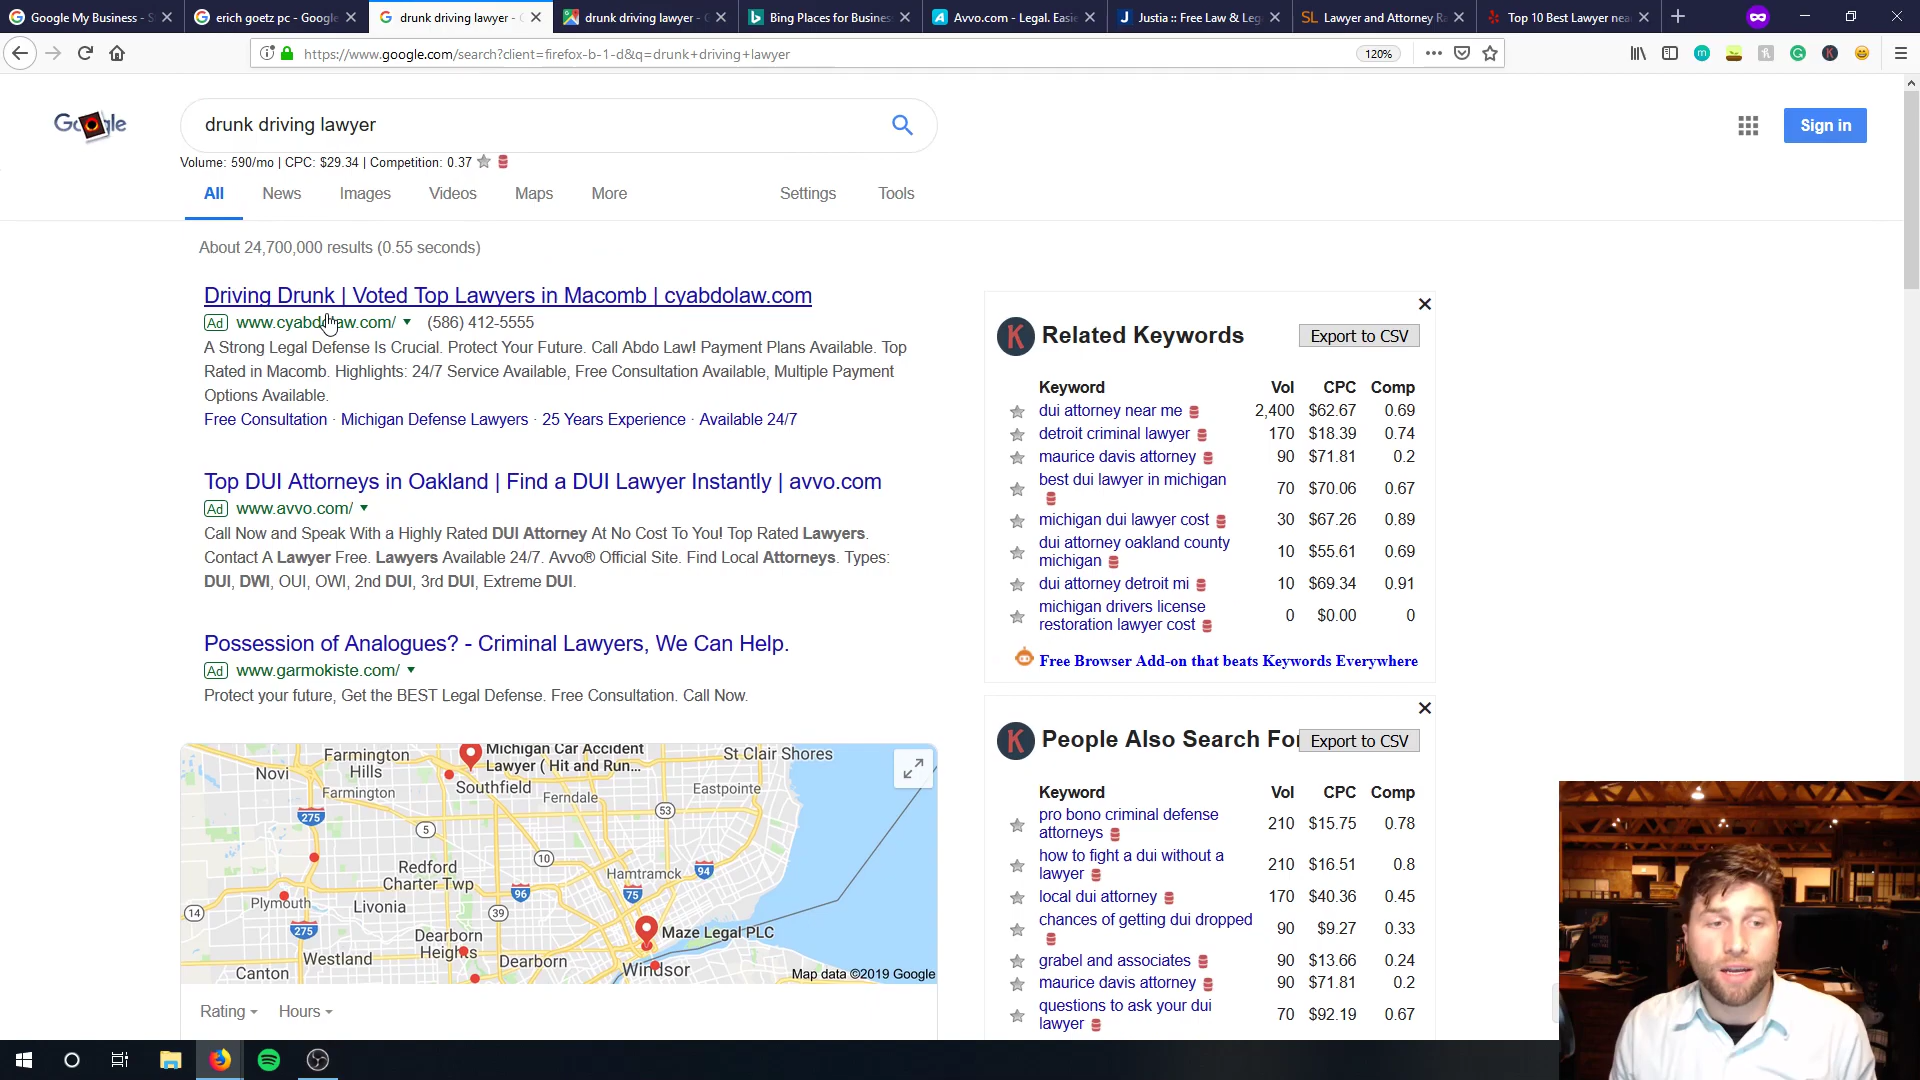 Google My Business - S
erich goetz pc - Google
drunk driving lawyer - G
drunk driving lawyer - G
Bing Places for Business
Avvo.com - Legal. Easi
Justia :: Free Law & Leg
SL Lawyer and Attorney Ra
Top 10 Best Lawyer nea
https://www.google.com/search?client=firefox-b-1-d&q=drunk+driving+lawyer
120%
drunk driving lawyer
Sign in
Volume: 590/mo | CPC: $29.34 | Competition: 0.37
All News Images Videos Maps More Settings Tools
About 24,700,000 results (0.55 seconds)
Driving Drunk | Voted Top Lawyers in Macomb | cyabdolaw.com
Ad www.cyabdolaw.com/ (586) 412-5555
A Strong Legal Defense Is Crucial. Protect Your Future. Call Abdo Law! Payment Plans Available. Top
Rated in Macomb. Highlights: 24/7 Service Available, Free Consultation Available, Multiple Payment
Options Available.
Free Consultation · Michigan Defense Lawyers · 25 Years Experience · Available 24/7
Top DUI Attorneys in Oakland | Find a DUI Lawyer Instantly | avvo.com
Ad www.avvo.com/
Call Now and Speak With a Highly Rated DUI Attorney At No Cost To You! Top Rated Lawyers.
Contact A Lawyer Free. Lawyers Available 24/7. Avvo® Official Site. Find Local Attorneys. Types:
DUI, DWI, OUI, OWI, 2nd DUI, 3rd DUI, Extreme DUI.
Possession of Analogues? - Criminal Lawyers, We Can Help.
Ad www.garmokiste.com/
Protect your future, Get the BEST Legal Defense. Free Consultation. Call Now.
Farmington
Hills
Novi
Farmington
Michigan Car Accident
Lawyer ( Hit and Run...
Southfield
Ferndale
St Clair Shores
Eastpointe
275
5
53
Redford
Charter Twp
10
Hamtramck
94
96
75
14
Plymouth
Livonia
39
275
Dearborn
Heights
Maze Legal PLC
Westland
Dearborn
Canton
Windsor
Map data ©2019 Google
Rating Hours
K Related Keywords Export to CSV
Keyword Vol CPC Comp
dui attorney near me 2,400 $62.67 0.69
detroit criminal lawyer 170 $18.39 0.74
maurice davis attorney 90 $71.81 0.2
best dui lawyer in michigan 70 $70.06 0.67
michigan dui lawyer cost 30 $67.26 0.89
dui attorney oakland county
michigan 10 $55.61 0.69
dui attorney detroit mi 10 $69.34 0.91
michigan drivers license
restoration lawyer cost 0 $0.00 0
Free Browser Add-on that beats Keywords Everywhere
K People Also Search For Export to CSV
Keyword Vol CPC Comp
pro bono criminal defense
attorneys 210 $15.75 0.78
how to fight a dui without a
lawyer 210 $16.51 0.8
local dui attorney 170 $40.36 0.45
chances of getting dui dropped 90 $9.27 0.33
grabel and associates 90 $13.66 0.24
maurice davis attorney 90 $71.81 0.2
questions to ask your dui
lawyer 70 $92.19 0.67